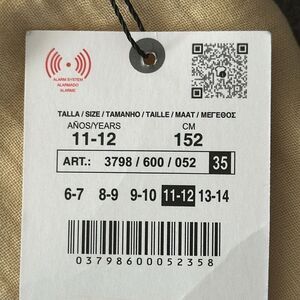 ALARM SYSTEM
ALARMADO
ALARME
TALLA / SIZE / TAMANHO / TAILLE / MAAT / ΜΕΓΕΘΟΣ
AÑOS/YEARS CM
11-12 152
ART.: 3798 / 600 / 052 35
6-7 8-9 9-10 11-12 13-14
03798600052358